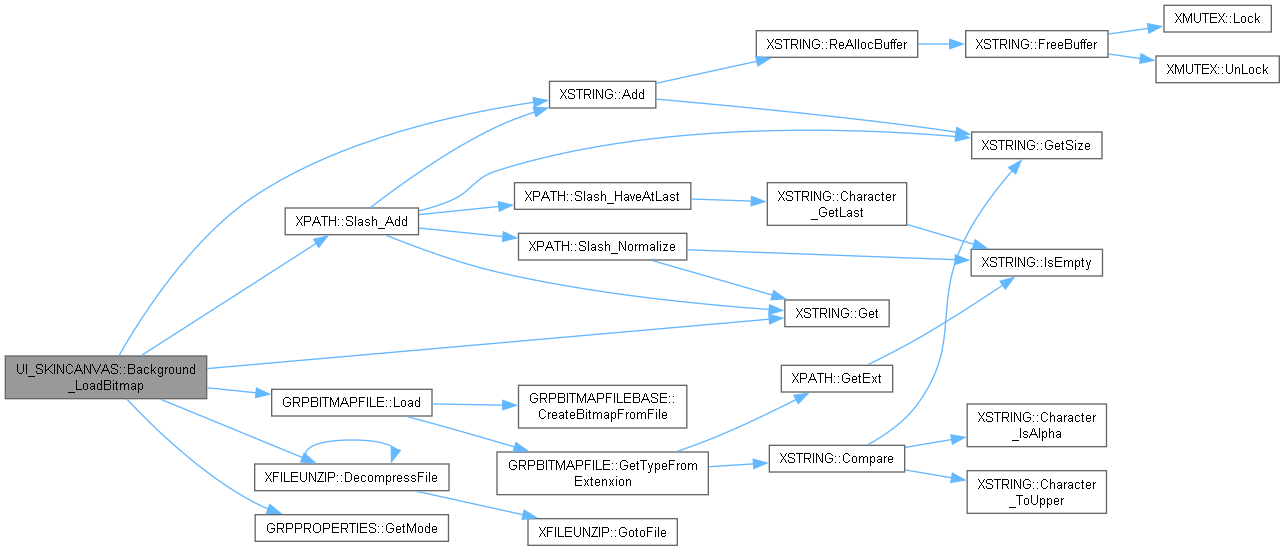 XMUTEX::Lock
XSTRING::ReAllocBuffer
XSTRING::FreeBuffer
XMUTEX::UnLock
XSTRING::Add
XSTRING::GetSize
XPATH::Slash_HaveAtLast
XSTRING::Character
_GetLast
XPATH::Slash_Add
XPATH::Slash_Normalize
XSTRING::IsEmpty
XSTRING::Get
UI_SKINCANVAS::Background
_LoadBitmap
XPATH::GetExt
GRPBITMAPFILE::Load
GRPBITMAPFILEBASE::
CreateBitmapFromFile
XSTRING::Character
_IsAlpha
GRPBITMAPFILE::GetTypeFrom
Extenxion
XSTRING::Compare
XFILEUNZIP::DecompressFile
XSTRING::Character
_ToUpper
GRPPROPERTIES::GetMode
XFILEUNZIP::GotoFile